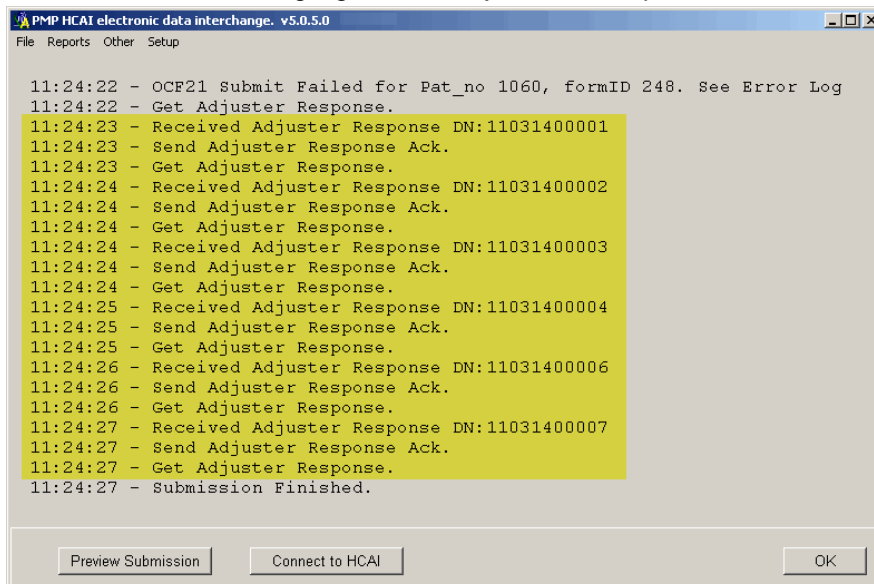 PMP HCAI electronic data interchange. v5.0.5.0
File Reports Other Setup
11:24:22 - OCF21 Submit Failed for Pat_no 1060, formID 248. See Error Log
11:24:22 - Get Adjuster Response.
11:24:23 - Received Adjuster Response DN:11031400001
11:24:23 - Send Adjuster Response Ack.
11:24:23 - Get Adjuster Response.
11:24:24 - Received Adjuster Response DN:11031400002
11:24:24 - Send Adjuster Response Ack.
11:24:24 - Get Adjuster Response.
11:24:24 - Received Adjuster Response DN:11031400003
11:24:24 - Send Adjuster Response Ack.
11:24:24 - Get Adjuster Response.
11:24:25 - Received Adjuster Response DN:11031400004
11:24:25 - Send Adjuster Response Ack.
11:24:25 - Get Adjuster Response.
11:24:26 - Received Adjuster Response DN:11031400006
11:24:26 - Send Adjuster Response Ack.
11:24:26 - Get Adjuster Response.
11:24:27 - Received Adjuster Response DN:11031400007
11:24:27 - Send Adjuster Response Ack.
11:24:27 - Get Adjuster Response.
11:24:27 - Submission Finished.
Preview Submission Connect to HCAI OK